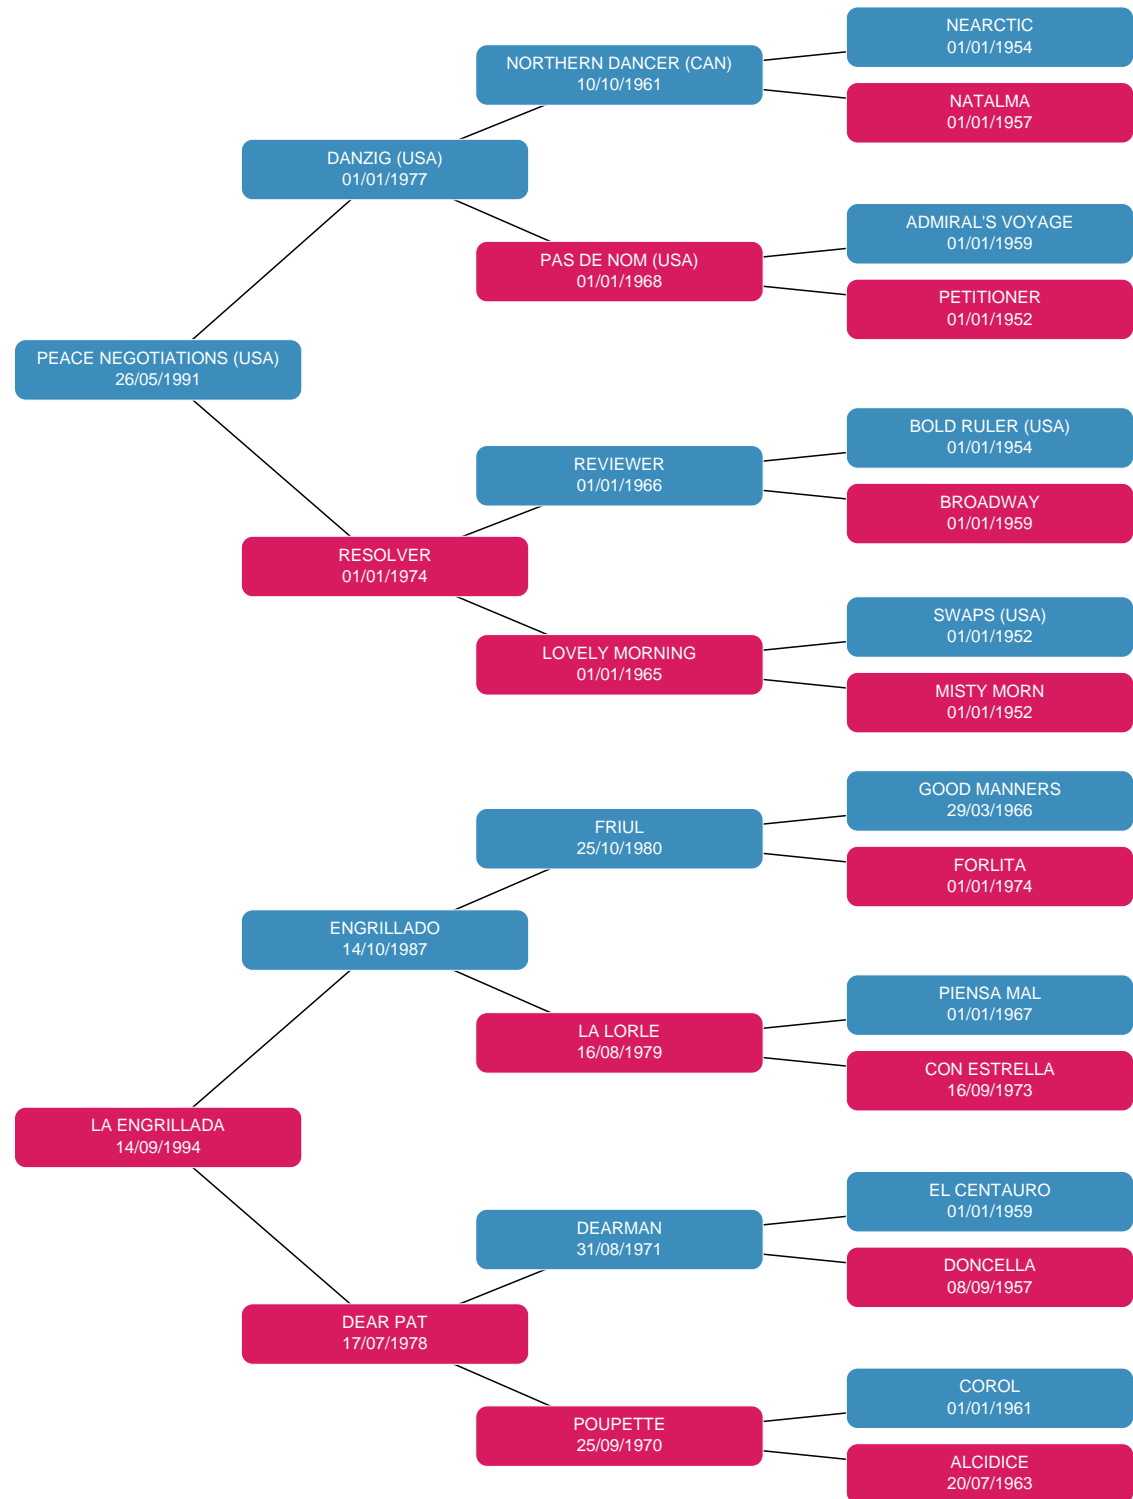 NEARCTIC
01/01/1954
NORTHERN DANCER (CAN)
10/10/1961
NATALMA
01/01/1957
DANZIG (USA)
01/01/1977
ADMIRAL'S VOYAGE
01/01/1959
PAS DE NOM (USA)
01/01/1968
PETITIONER
01/01/1952
PEACE NEGOTIATIONS (USA)
26/05/1991
BOLD RULER (USA)
01/01/1954
REVIEWER
01/01/1966
BROADWAY
01/01/1959
RESOLVER
01/01/1974
SWAPS (USA)
01/01/1952
LOVELY MORNING
01/01/1965
MISTY MORN
01/01/1952
GOOD MANNERS
29/03/1966
FRIUL
25/10/1980
FORLITA
01/01/1974
ENGRILLADO
14/10/1987
PIENSA MAL
01/01/1967
LA LORLE
16/08/1979
CON ESTRELLA
16/09/1973
LA ENGRILLADA
14/09/1994
EL CENTAURO
01/01/1959
DEARMAN
31/08/1971
DONCELLA
08/09/1957
DEAR PAT
17/07/1978
COROL
01/01/1961
POUPETTE
25/09/1970
ALCIDICE
20/07/1963